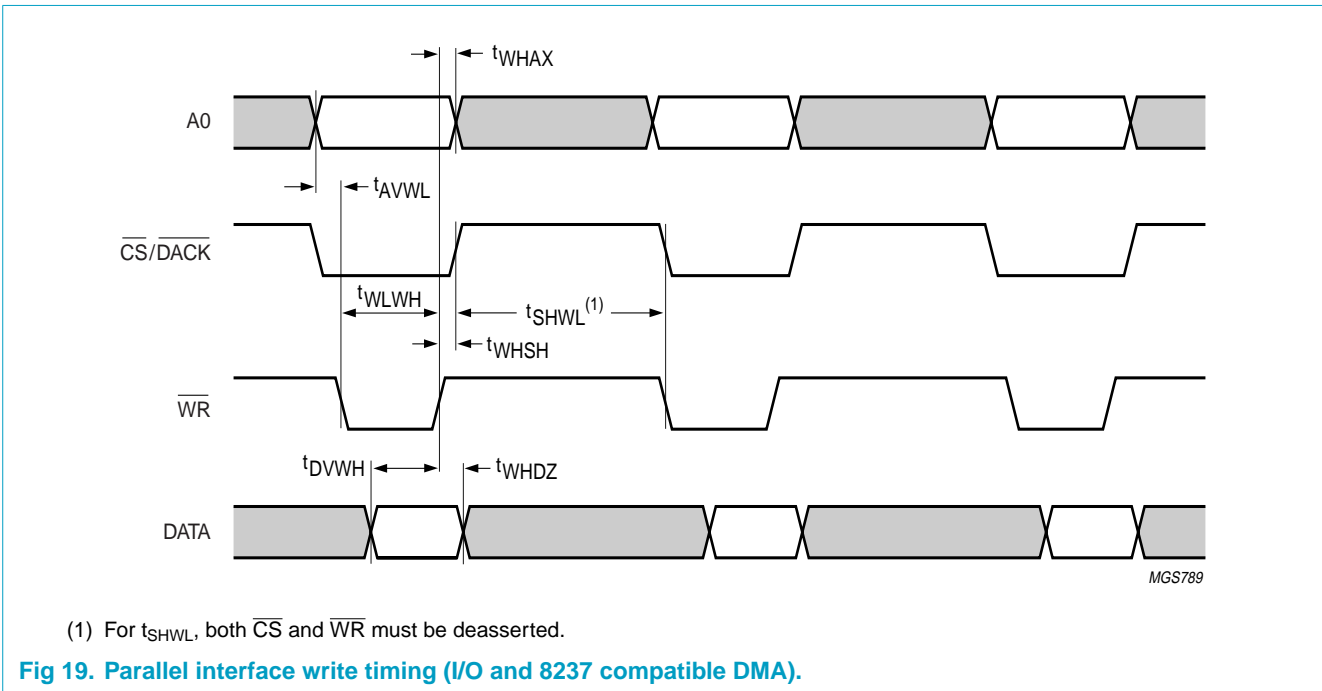 tWHAX
A0
tAVWL
CS/DACK
tWLWH
tSHWL(1)
tWHSH
WR
tDVWH
tWHDZ
DATA
MGS789
(1) For tSHWL, both CS and WR must be deasserted.
Fig 19. Parallel interface write timing (I/O and 8237 compatible DMA).